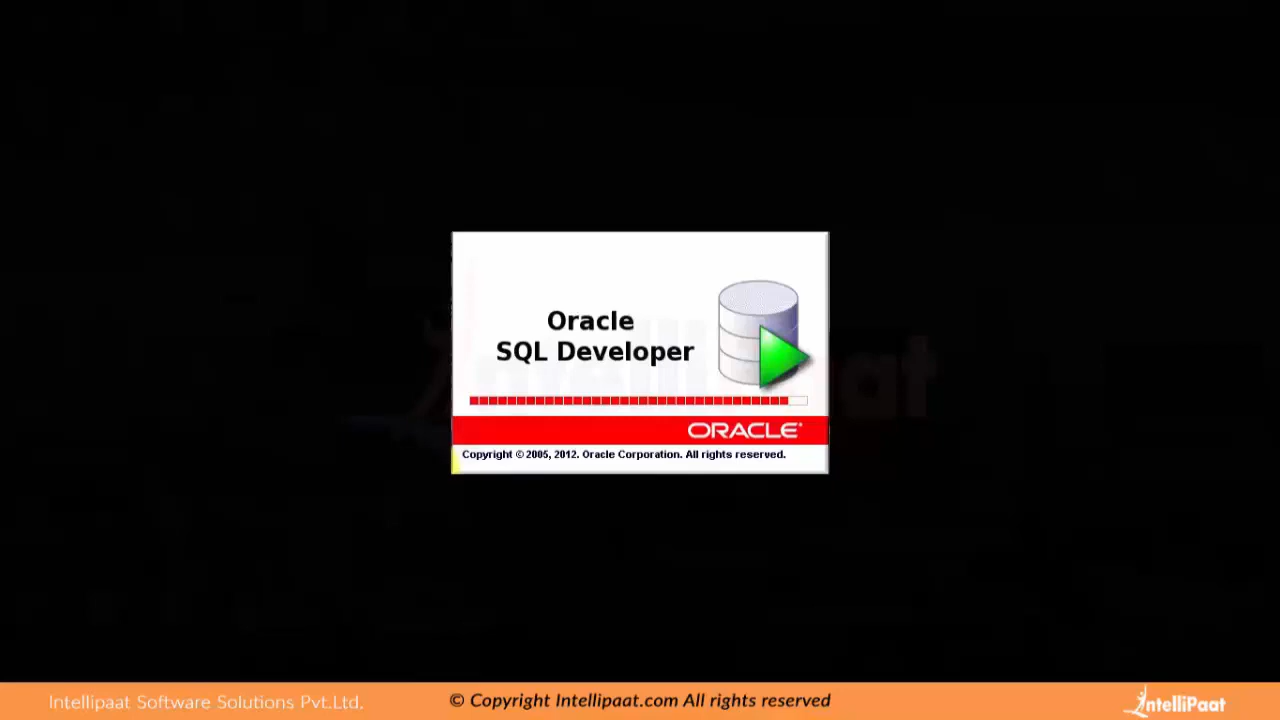 Oracle
SQL Developer
ORACLE
Copyright © 2005, 2012. Oracle Corporation. All rights reserved.
Intellipaat Software Solutions Pvt.Ltd.
© Copyright Intellipaat.com All rights reserved
IntelliPaat